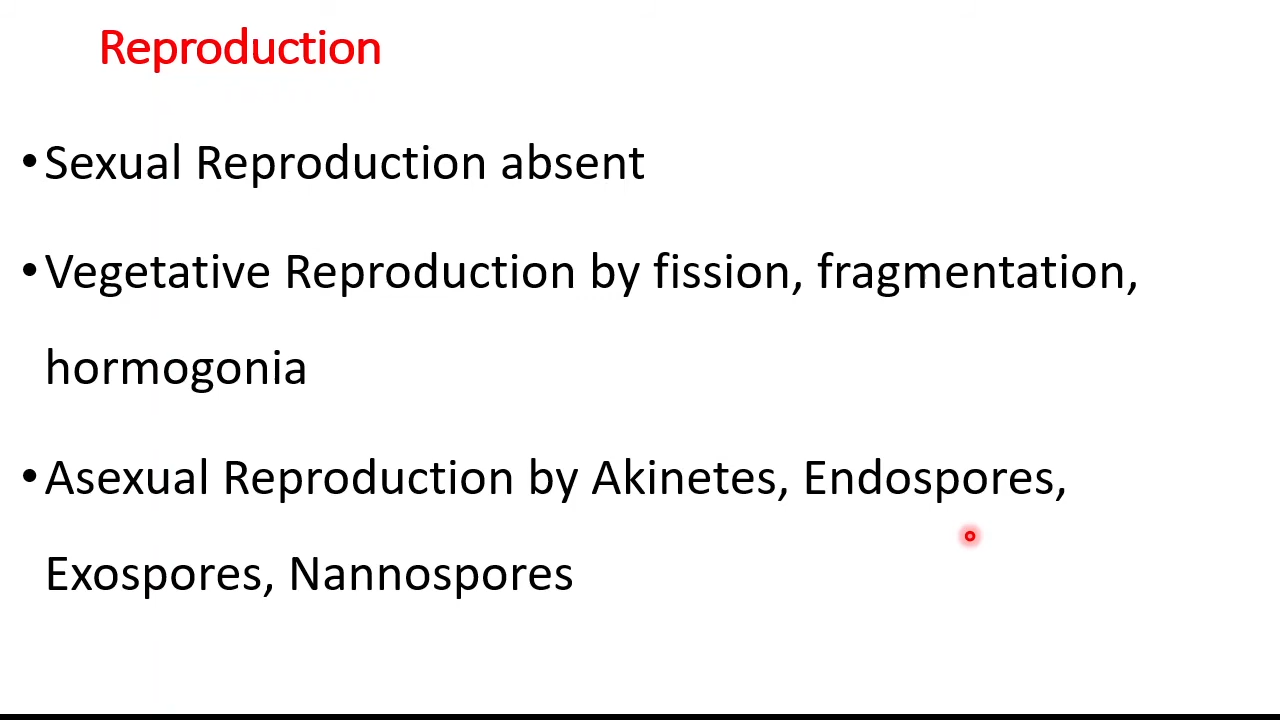 Reproduction
•Sexual Reproduction absent
•Vegetative Reproduction by fission, fragmentation,
hormogonia
•Asexual Reproduction by Akinetes, Endospores,
Exospores, Nannospores